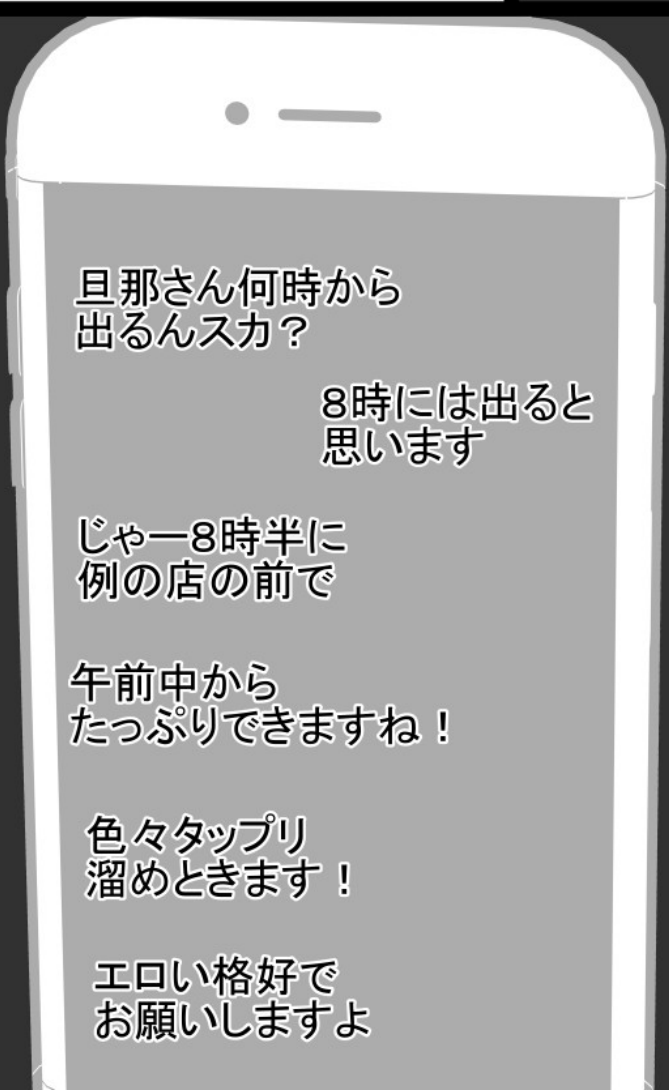 旦那さん何時から
出るんスカ？
８時には出ると
思います
じゃー８時半に
例の店の前で
午前中から
たっぷりできますね！
色々タップリ
溜めときます！
エロい格好で
お願いしますよ